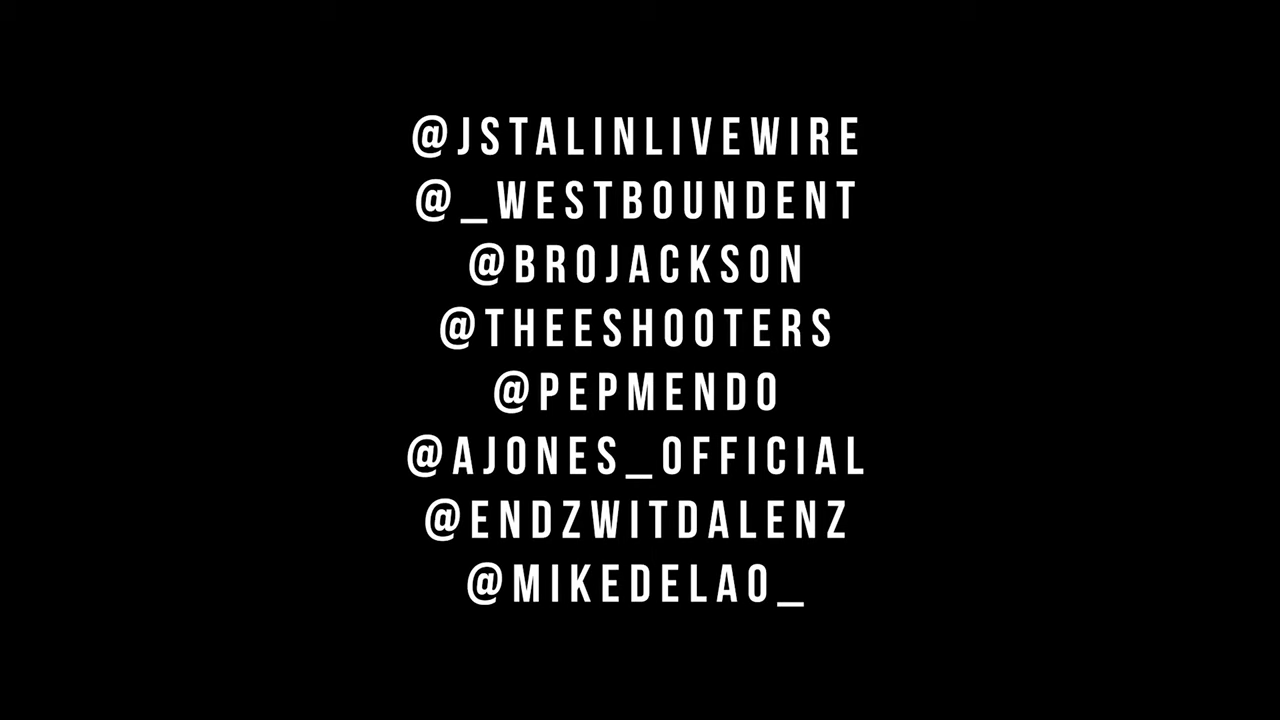 @JSTALINLIVEWIRE
@_WESTBOUNDENT
@BROJACKSON
@THEESHOOTERS
@PEPMENDO
@AJONES_OFFICIAL
@ENDZWITDALENZ
@MIKEDELAO_